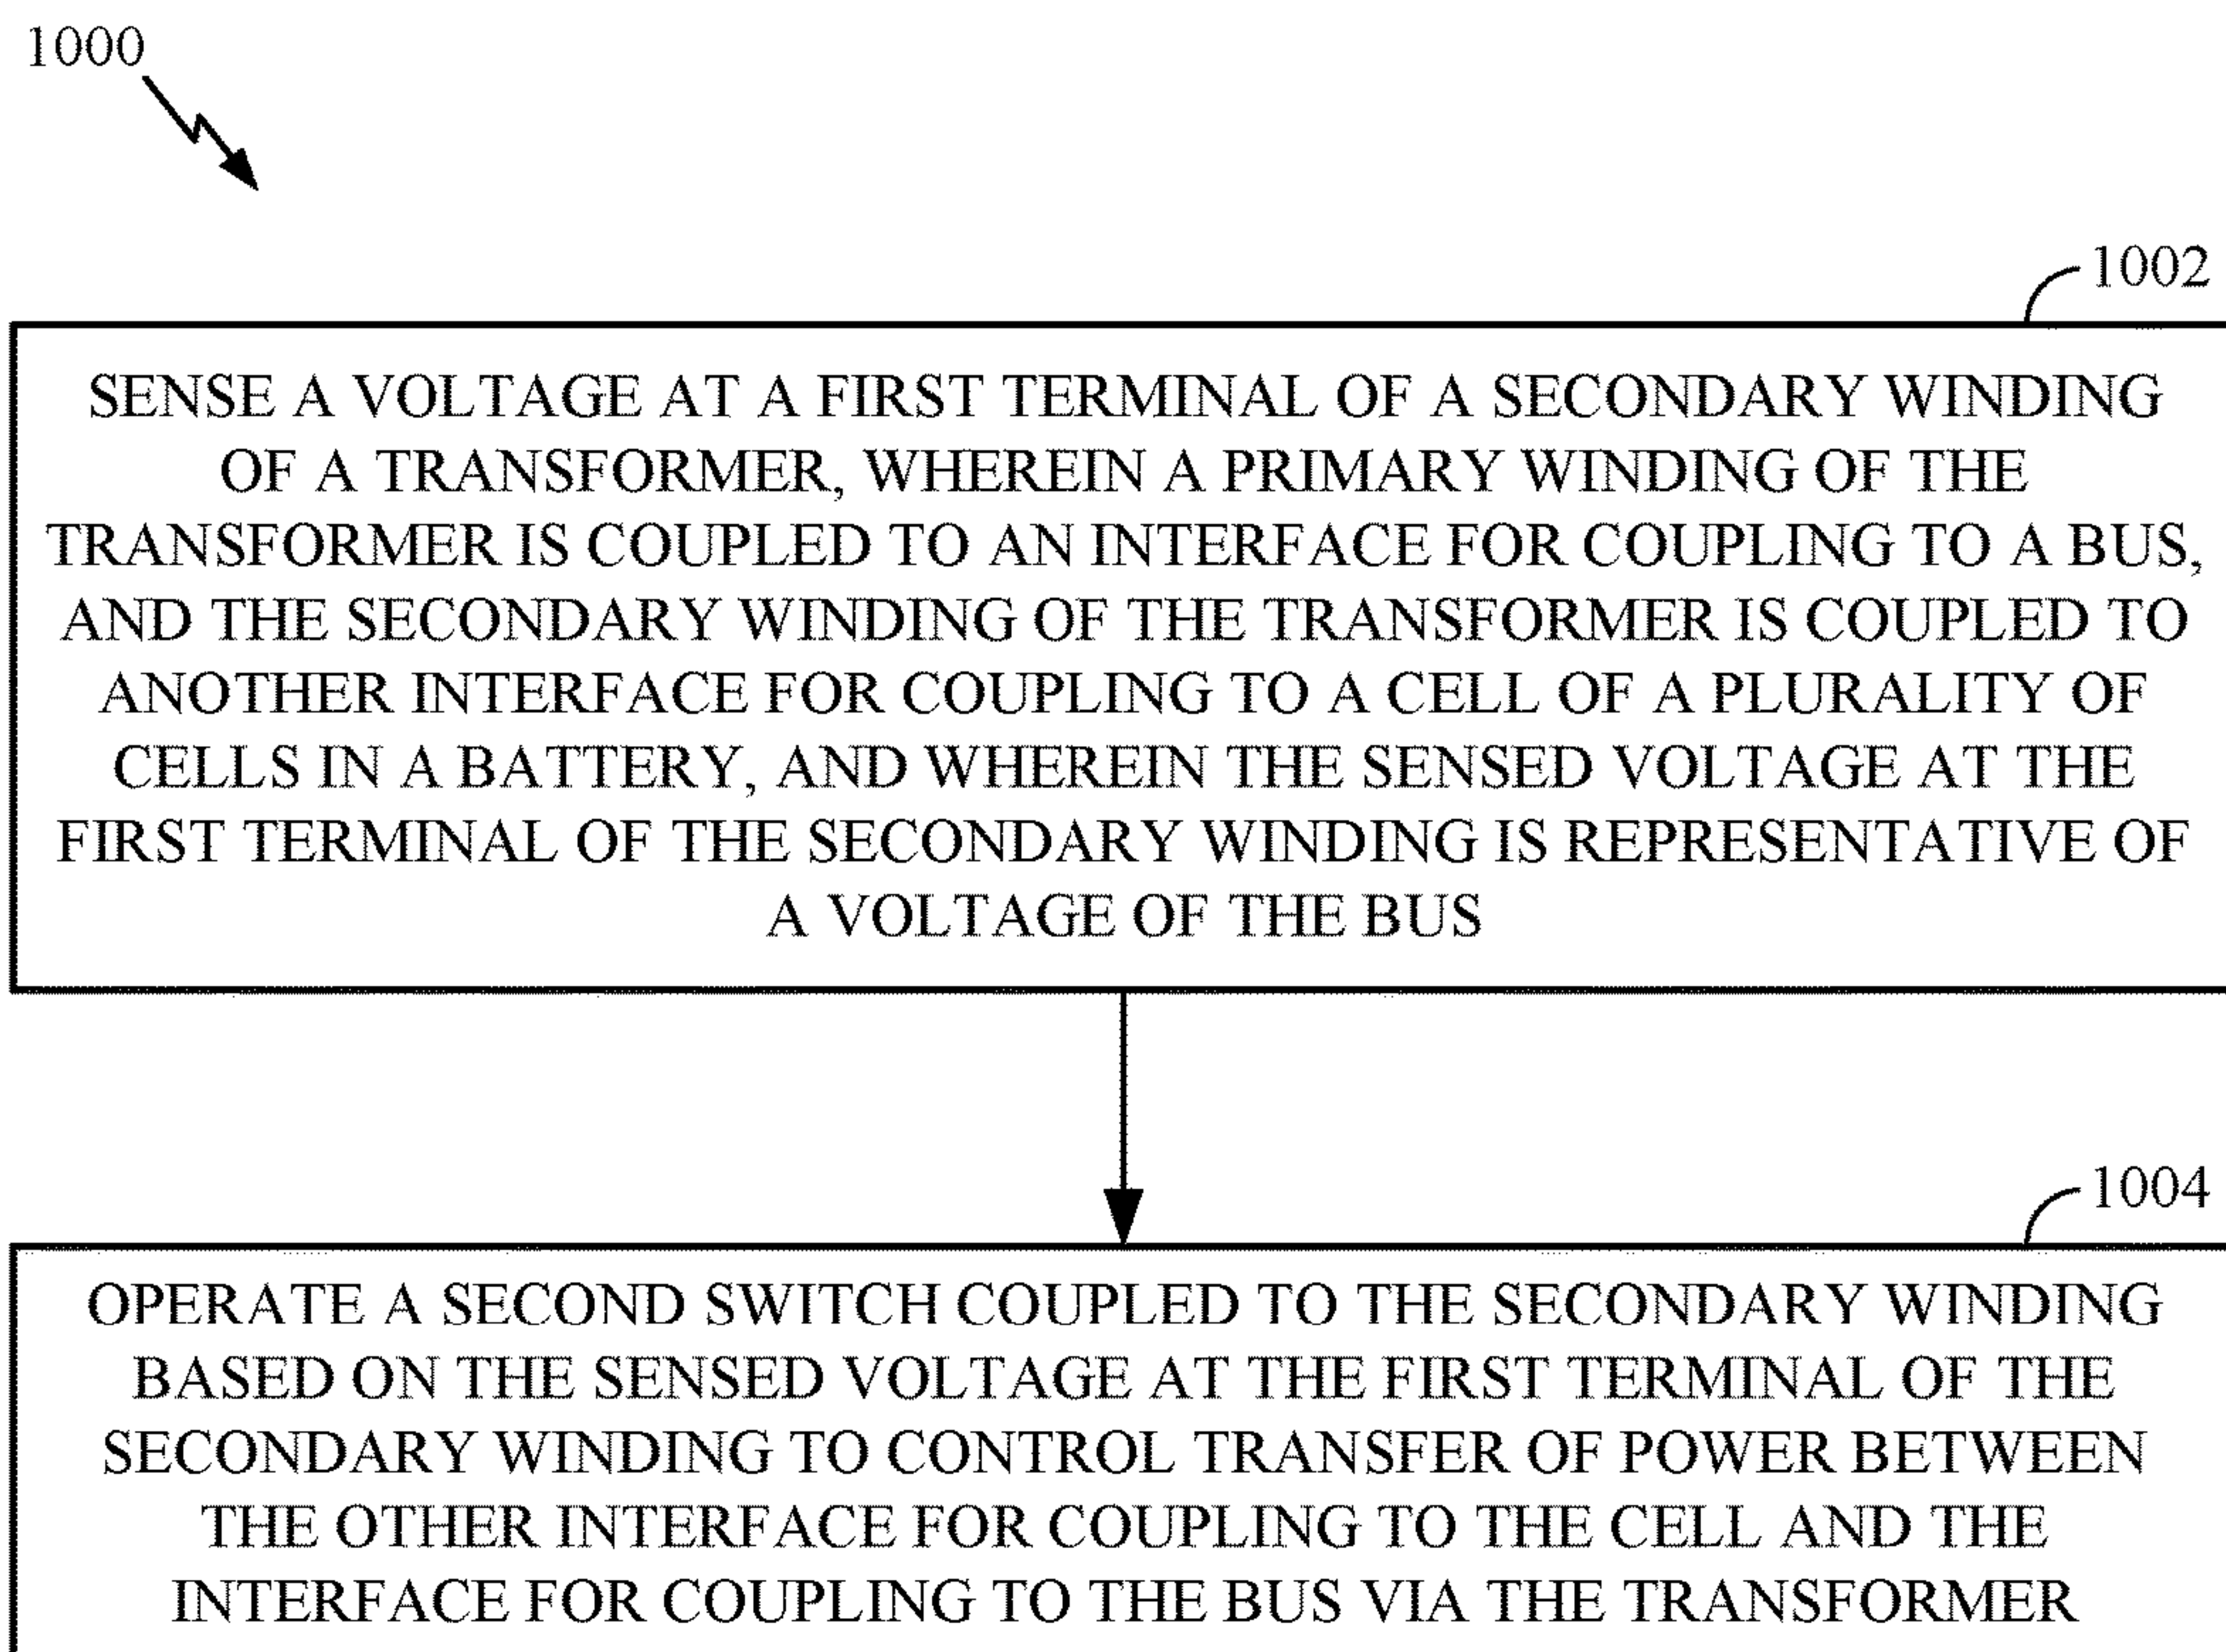 1000
1002
SENSE A VOLTAGE AT A FIRST TERMINAL OF A SECONDARY WINDING
OF A TRANSFORMER, WHEREIN A PRIMARY WINDING OF THE
TRANSFORMER IS COUPLED TO AN INTERFACE FOR COUPLING TO A BUS,
AND THE SECONDARY WINDING OF THE TRANSFORMER IS COUPLED TO
ANOTHER INTERFACE FOR COUPLING TO A CELL OF A PLURALITY OF
CELLS IN A BATTERY, AND WHEREIN THE SENSED VOLTAGE AT THE
FIRST TERMINAL OF THE SECONDARY WINDING IS REPRESENTATIVE OF
A VOLTAGE OF THE BUS
1004
OPERATE A SECOND SWITCH COUPLED TO THE SECONDARY WINDING
BASED ON THE SENSED VOLTAGE AT THE FIRST TERMINAL OF THE
SECONDARY WINDING TO CONTROL TRANSFER OF POWER BETWEEN
THE OTHER INTERFACE FOR COUPLING TO THE CELL AND THE
INTERFACE FOR COUPLING TO THE BUS VIA THE TRANSFORMER